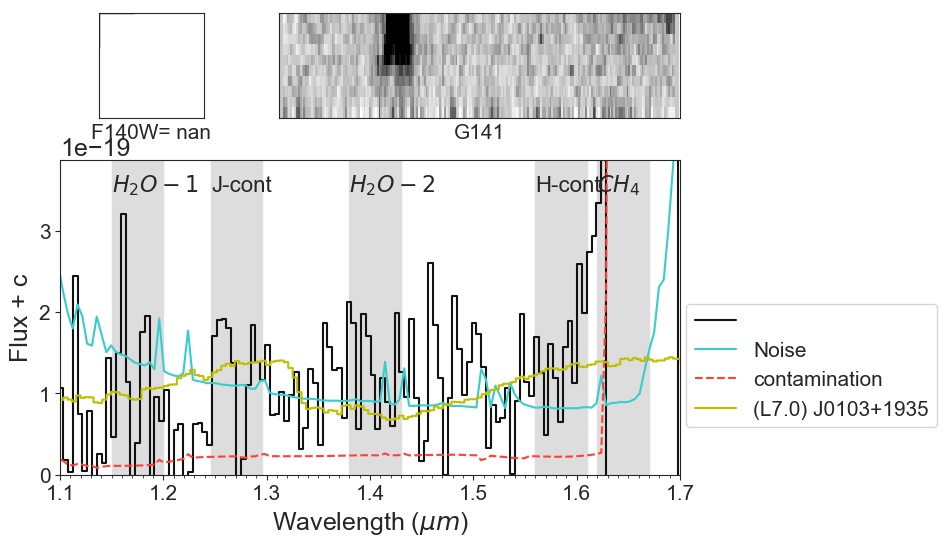 F140W= nan
G141
1e−19
H₂O − 1
J-cont
H₂O − 2
H-cont
CH₄
3
2
1
0
Flux + c
1.1
1.2
1.3
1.4
1.5
1.6
1.7
Wavelength (μm)
Noise
contamination
(L7.0) J0103+1935